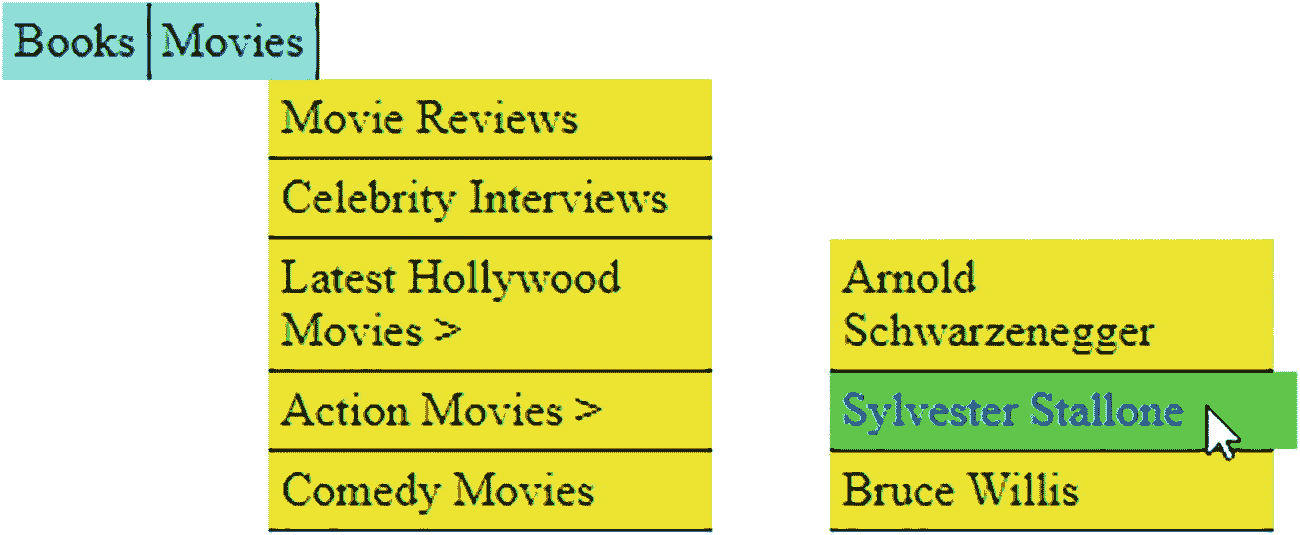 Books Movies
Movie Reviews
Celebrity Interviews
Latest Hollywood
Movies >
Action Movies >
Comedy Movies
Arnold
Schwarzenegger
Sylvester Stallone
Bruce Willis